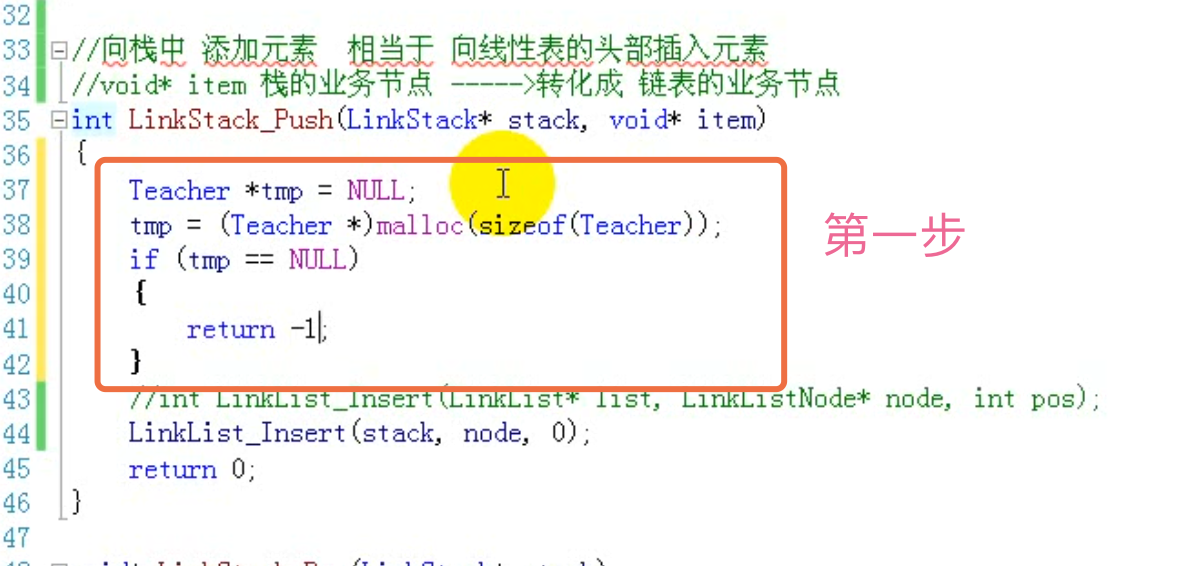 32
33 //向栈中 添加元素 相当于 向线性表的头部插入元素
34 //void* item 栈的业务节点 ----->转化成 链表的业务节点
35 int LinkStack_Push(LinkStack* stack, void* item)
36 {
37 Teacher *tmp = NULL;
38 tmp = (Teacher *)malloc(sizeof(Teacher));
39 if (tmp == NULL)
40 {
41 return -1;
42 }
第一步
43 //int LinkList_Insert(LinkList* list, LinkListNode* node, int pos);
44 LinkList_Insert(stack, node, 0);
45 return 0;
46 }
47